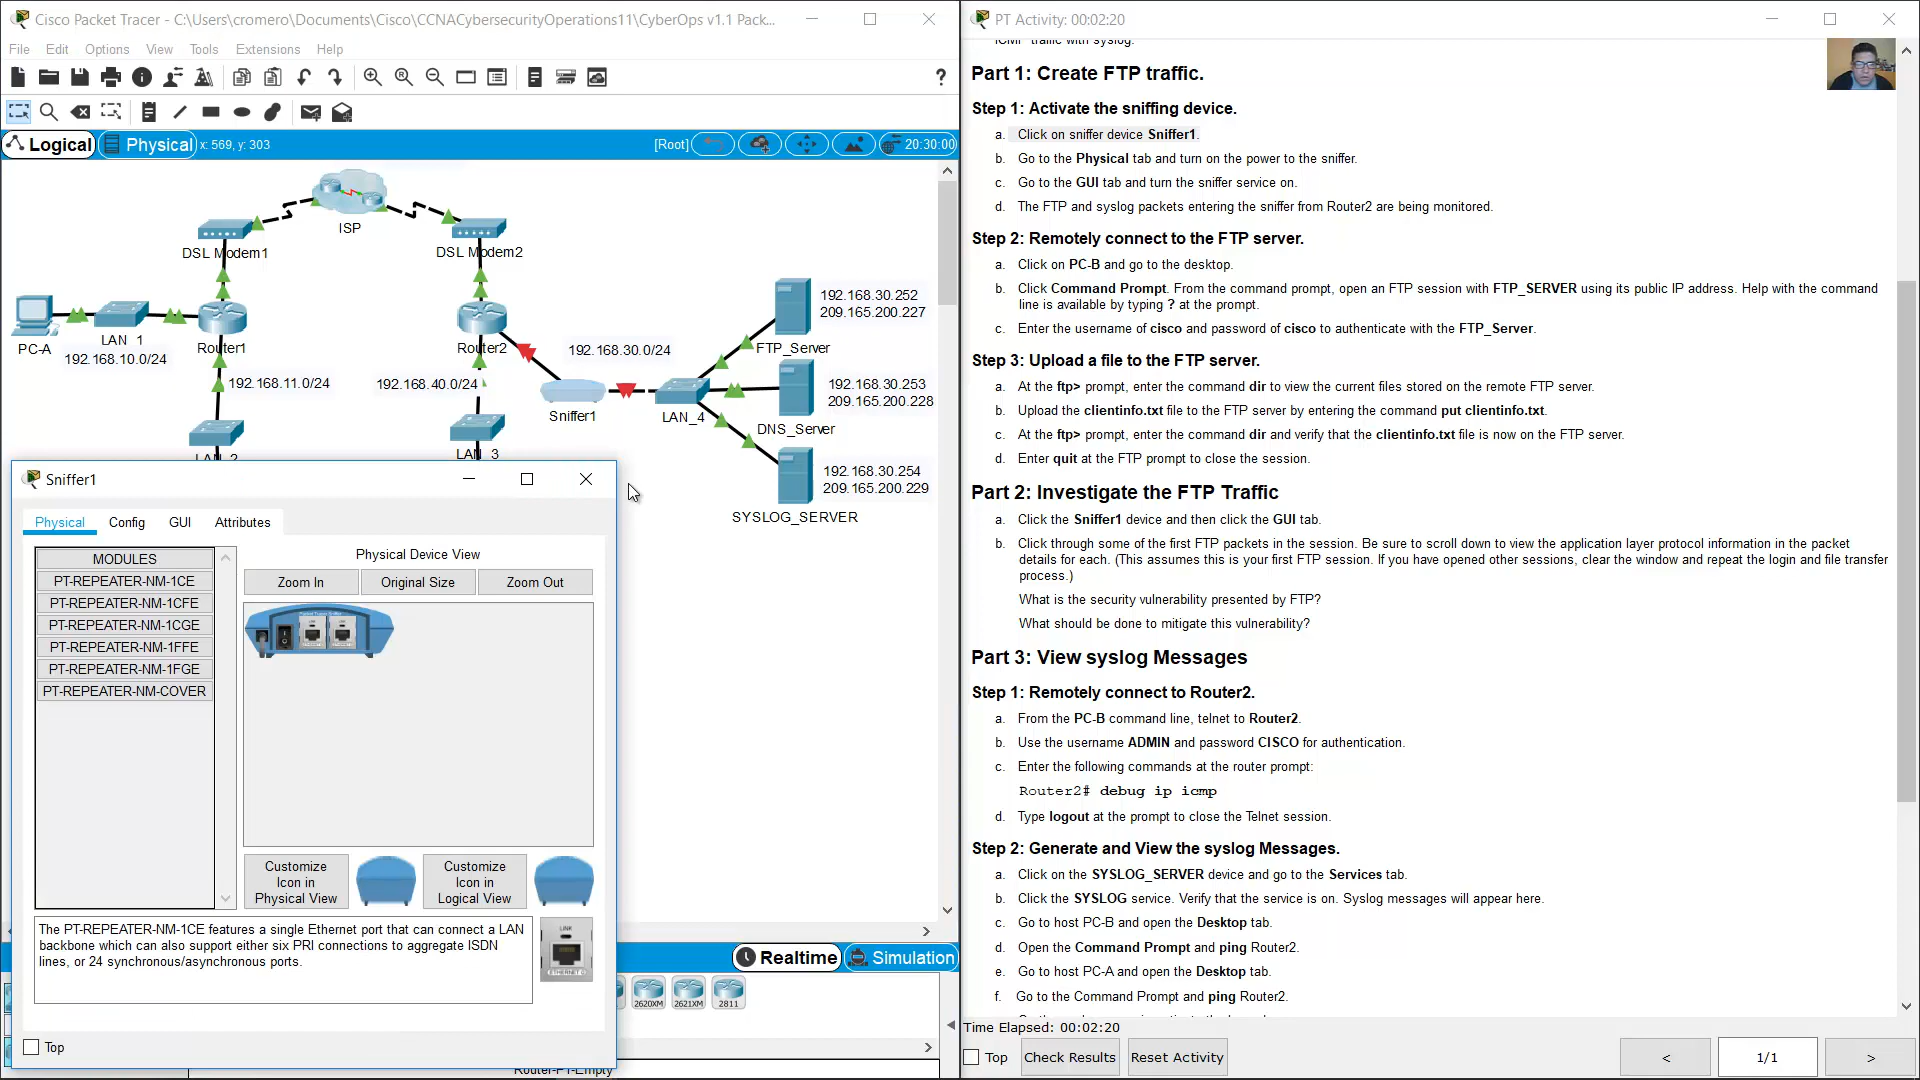 Cisco Packet Tracer - C:\Users\cromero\Documents\Cisco\CCNACybersecurityOperations11\CyberOps v1.1 Pack...
File Edit Options View Tools Extensions Help
?
Logical Physical x: 569, y: 303 [Root] 20:30:00
ISP
DSL Modem1
DSL Modem2
PC-A
LAN_1
192.168.10.0/24
Router1
192.168.11.0/24
LAN_2
Router2
192.168.40.0/24
LAN_3
192.168.30.0/24
Sniffer1
LAN_4
192.168.30.252
209.165.200.227
FTP_Server
192.168.30.253
209.165.200.228
DNS_Server
192.168.30.254
209.165.200.229
SYSLOG_SERVER
Sniffer1
Physical Config GUI Attributes
MODULES
PT-REPEATER-NM-1CE
PT-REPEATER-NM-1CFE
PT-REPEATER-NM-1CGE
PT-REPEATER-NM-1FFE
PT-REPEATER-NM-1FGE
PT-REPEATER-NM-COVER
Physical Device View
Zoom In Original Size Zoom Out
Customize Icon in Physical View
Customize Icon in Logical View
The PT-REPEATER-NM-1CE features a single Ethernet port that can connect a LAN
backbone which can also support either six PRI connections to aggregate ISDN
lines, or 24 synchronous/asynchronous ports.
LINK
Top
Realtime Simulation
2620XM 2621XM 2811
Router-PT-Empty
PT Activity: 00:02:20
ICMP traffic with syslog.
Part 1: Create FTP traffic.
Step 1: Activate the sniffing device.
a. Click on sniffer device Sniffer1.
b. Go to the Physical tab and turn on the power to the sniffer.
c. Go to the GUI tab and turn the sniffer service on.
d. The FTP and syslog packets entering the sniffer from Router2 are being monitored.
Step 2: Remotely connect to the FTP server.
a. Click on PC-B and go to the desktop.
b. Click Command Prompt. From the command prompt, open an FTP session with FTP_SERVER using its public IP address. Help with the command
line is available by typing ? at the prompt.
c. Enter the username of cisco and password of cisco to authenticate with the FTP_Server.
Step 3: Upload a file to the FTP server.
a. At the ftp> prompt, enter the command dir to view the current files stored on the remote FTP server.
b. Upload the clientinfo.txt file to the FTP server by entering the command put clientinfo.txt.
c. At the ftp> prompt, enter the command dir and verify that the clientinfo.txt file is now on the FTP server.
d. Enter quit at the FTP prompt to close the session.
Part 2: Investigate the FTP Traffic
a. Click the Sniffer1 device and then click the GUI tab.
b. Click through some of the first FTP packets in the session. Be sure to scroll down to view the application layer protocol information in the packet
details for each. (This assumes this is your first FTP session. If you have opened other sessions, clear the window and repeat the login and file transfer
process.)
What is the security vulnerability presented by FTP?
What should be done to mitigate this vulnerability?
Part 3: View syslog Messages
Step 1: Remotely connect to Router2.
a. From the PC-B command line, telnet to Router2.
b. Use the username ADMIN and password CISCO for authentication.
c. Enter the following commands at the router prompt:
Router2# debug ip icmp
d. Type logout at the prompt to close the Telnet session.
Step 2: Generate and View the syslog Messages.
a. Click on the SYSLOG_SERVER device and go to the Services tab.
b. Click the SYSLOG service. Verify that the service is on. Syslog messages will appear here.
c. Go to host PC-B and open the Desktop tab.
d. Open the Command Prompt and ping Router2.
e. Go to host PC-A and open the Desktop tab.
f. Go to the Command Prompt and ping Router2.
Time Elapsed: 00:02:20
Top Check Results Reset Activity < 1/1 >